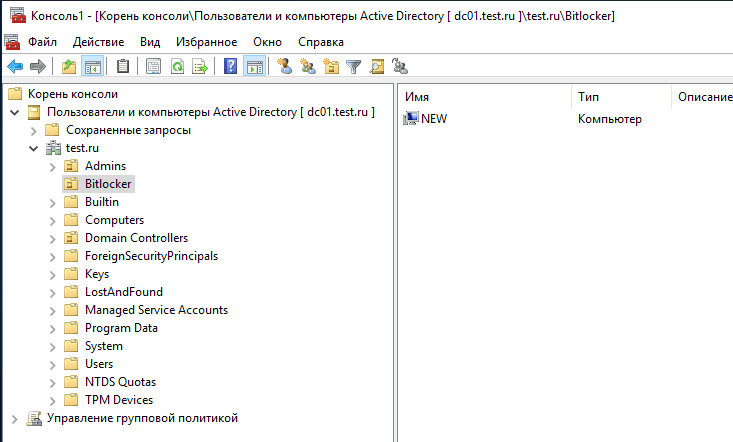 Консоль1 - [Корень консоли\Пользователи и компьютеры Active Directory [ dc01.test.ru ]\test.ru\Bitlocker]
Файл Действие Вид Избранное Окно Справка
Корень консоли
Пользователи и компьютеры Active Directory [ dc01.test.ru ]
Сохраненные запросы
test.ru
Admins
Bitlocker
Builtin
Computers
Domain Controllers
ForeignSecurityPrincipals
Keys
LostAndFound
Managed Service Accounts
Program Data
System
Users
NTDS Quotas
TPM Devices
Управление групповой политикой
Имя Тип Описание
NEW Компьютер